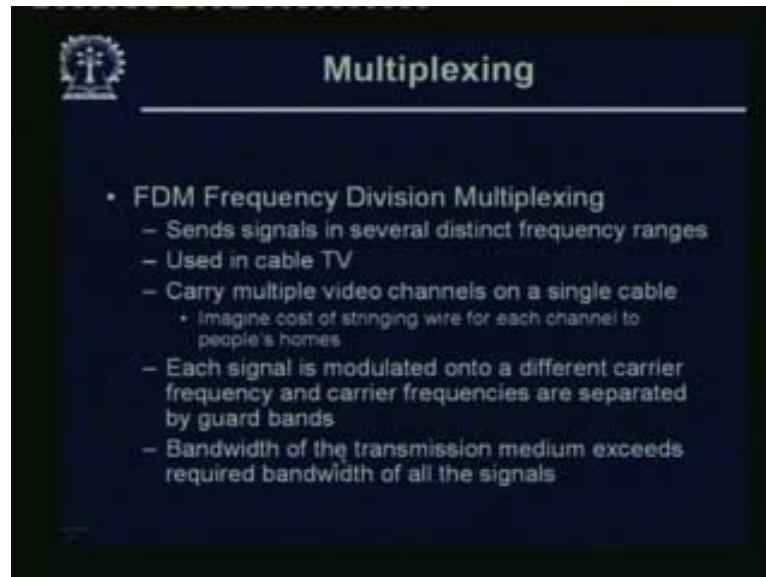 Multiplexing
• FDM Frequency Division Multiplexing
– Sends signals in several distinct frequency ranges
– Used in cable TV
– Carry multiple video channels on a single cable
• Imagine cost of stringing wire for each channel to
people's homes
– Each signal is modulated onto a different carrier
frequency and carrier frequencies are separated
by guard bands
– Bandwidth of the transmission medium exceeds
required bandwidth of all the signals